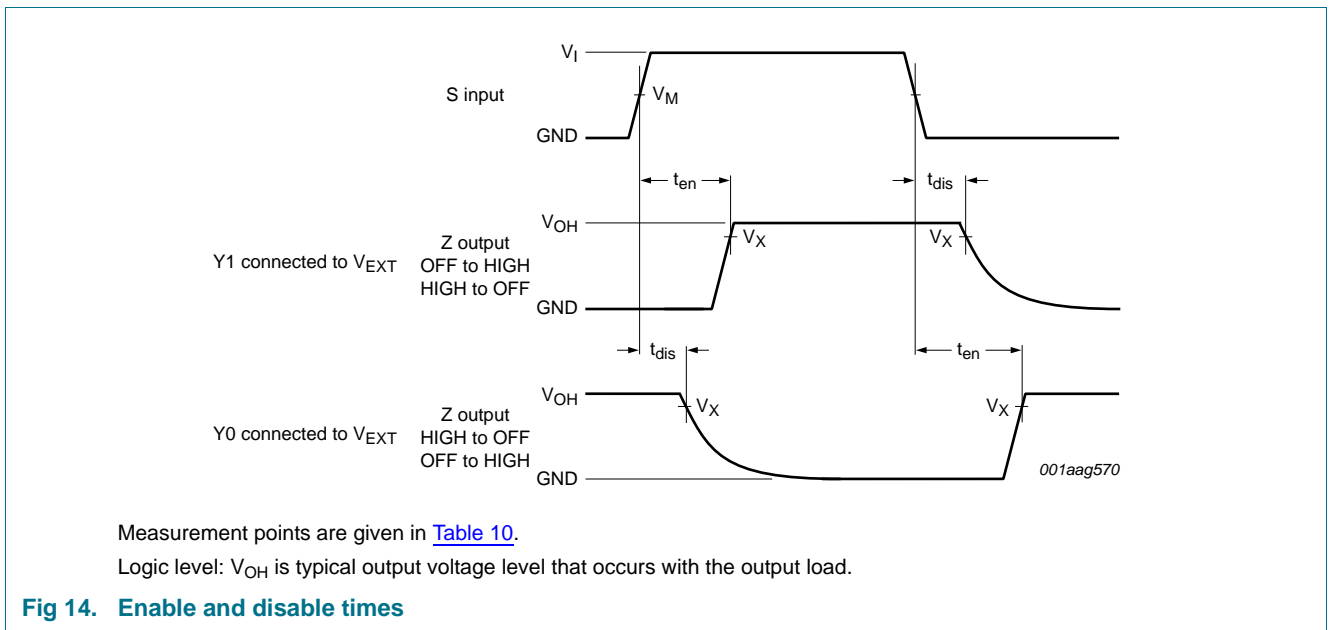 V_I
S input
V_M
GND
t_en
t_dis
V_OH
V_X
V_X
Y1 connected to V_EXT
Z output
OFF to HIGH
HIGH to OFF
GND
t_dis
t_en
V_OH
V_X
V_X
Y0 connected to V_EXT
Z output
HIGH to OFF
OFF to HIGH
GND
001aag570
Measurement points are given in Table 10.
Logic level: V_OH is typical output voltage level that occurs with the output load.
Fig 14. Enable and disable times